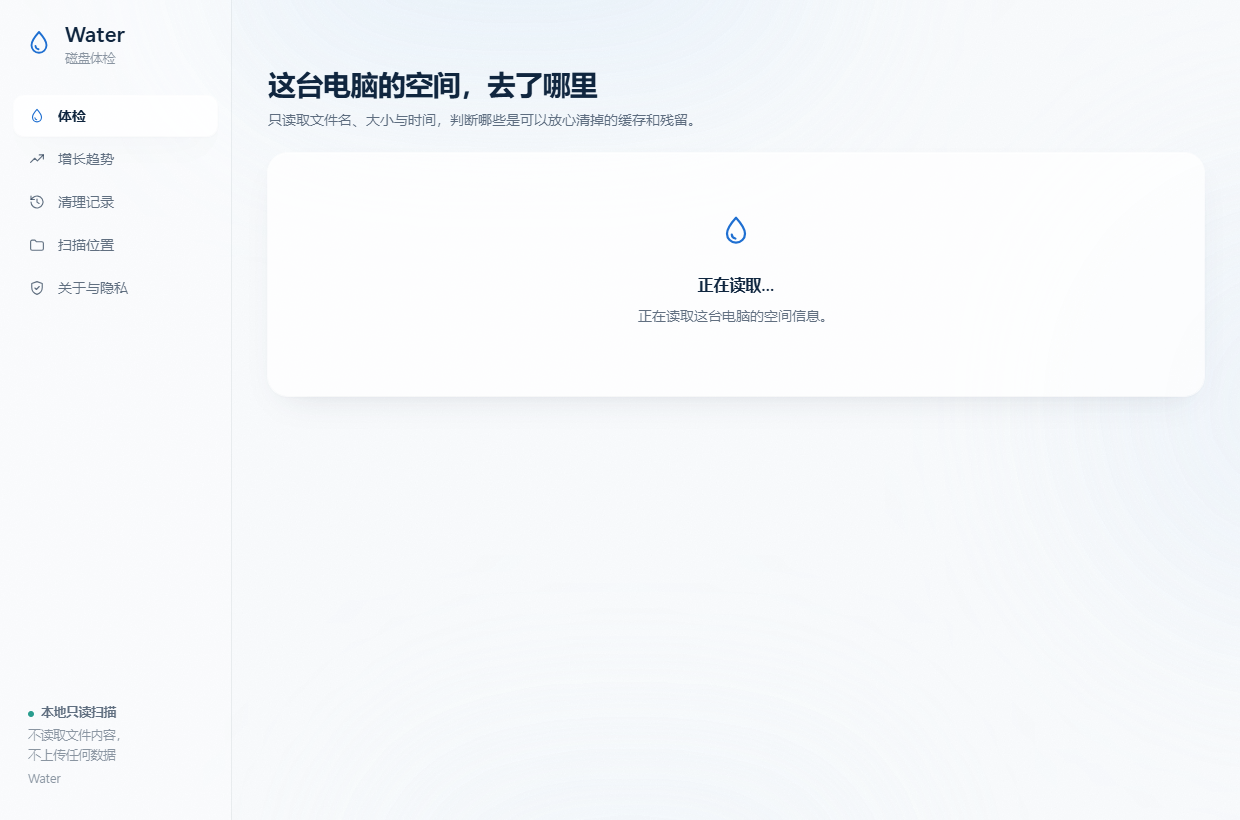 Water
磁盘体检
体检
增长趋势
清理记录
扫描位置
关于与隐私
本地只读扫描
不读取文件内容，
不上传任何数据
Water
这台电脑的空间，去了哪里
只读取文件名、大小与时间，判断哪些是可以放心清掉的缓存和残留。
正在读取...
正在读取这台电脑的空间信息。